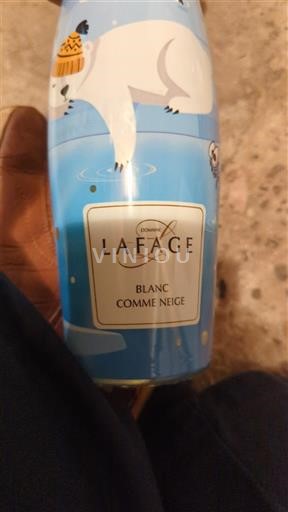 DOMAINE
LAFAGE
VINIOU
BLANC
COMME NEIGE